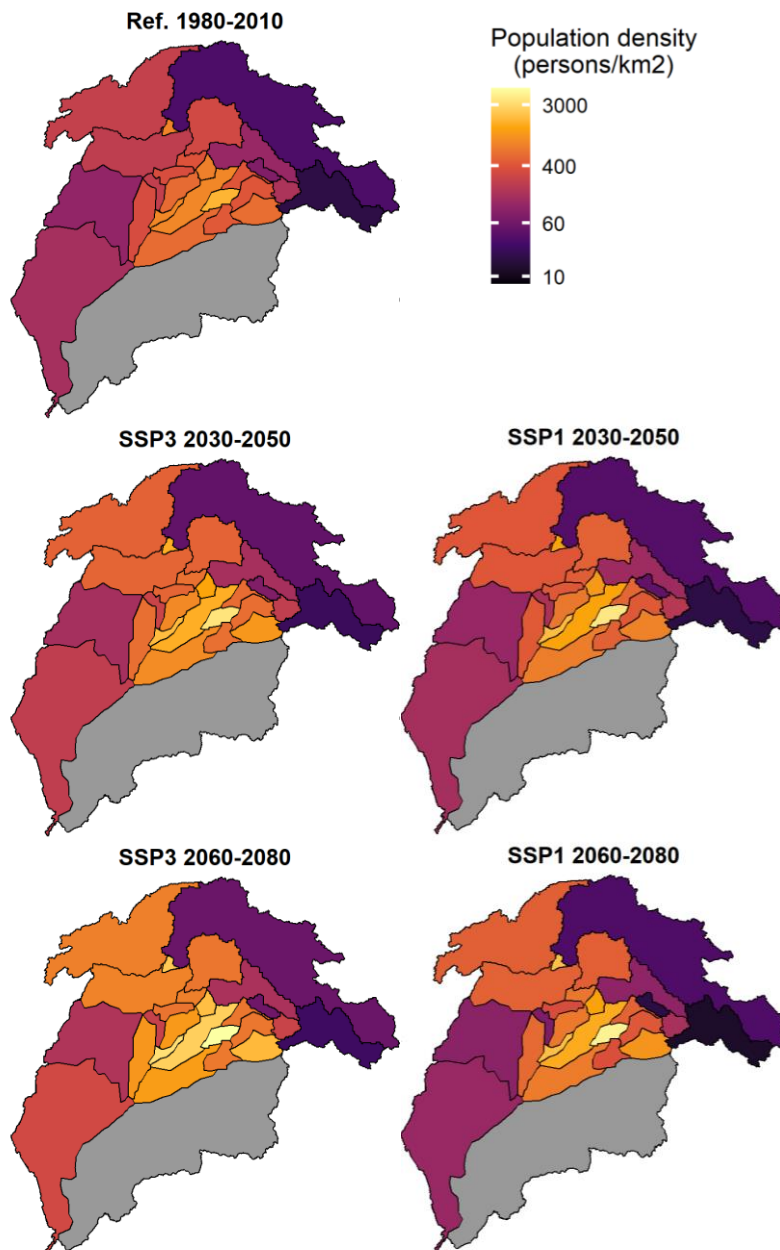 Ref. 1980-2010
Population density
(persons/km2)
3000
400
60
10
SSP3 2030-2050
SSP1 2030-2050
SSP3 2060-2080
SSP1 2060-2080